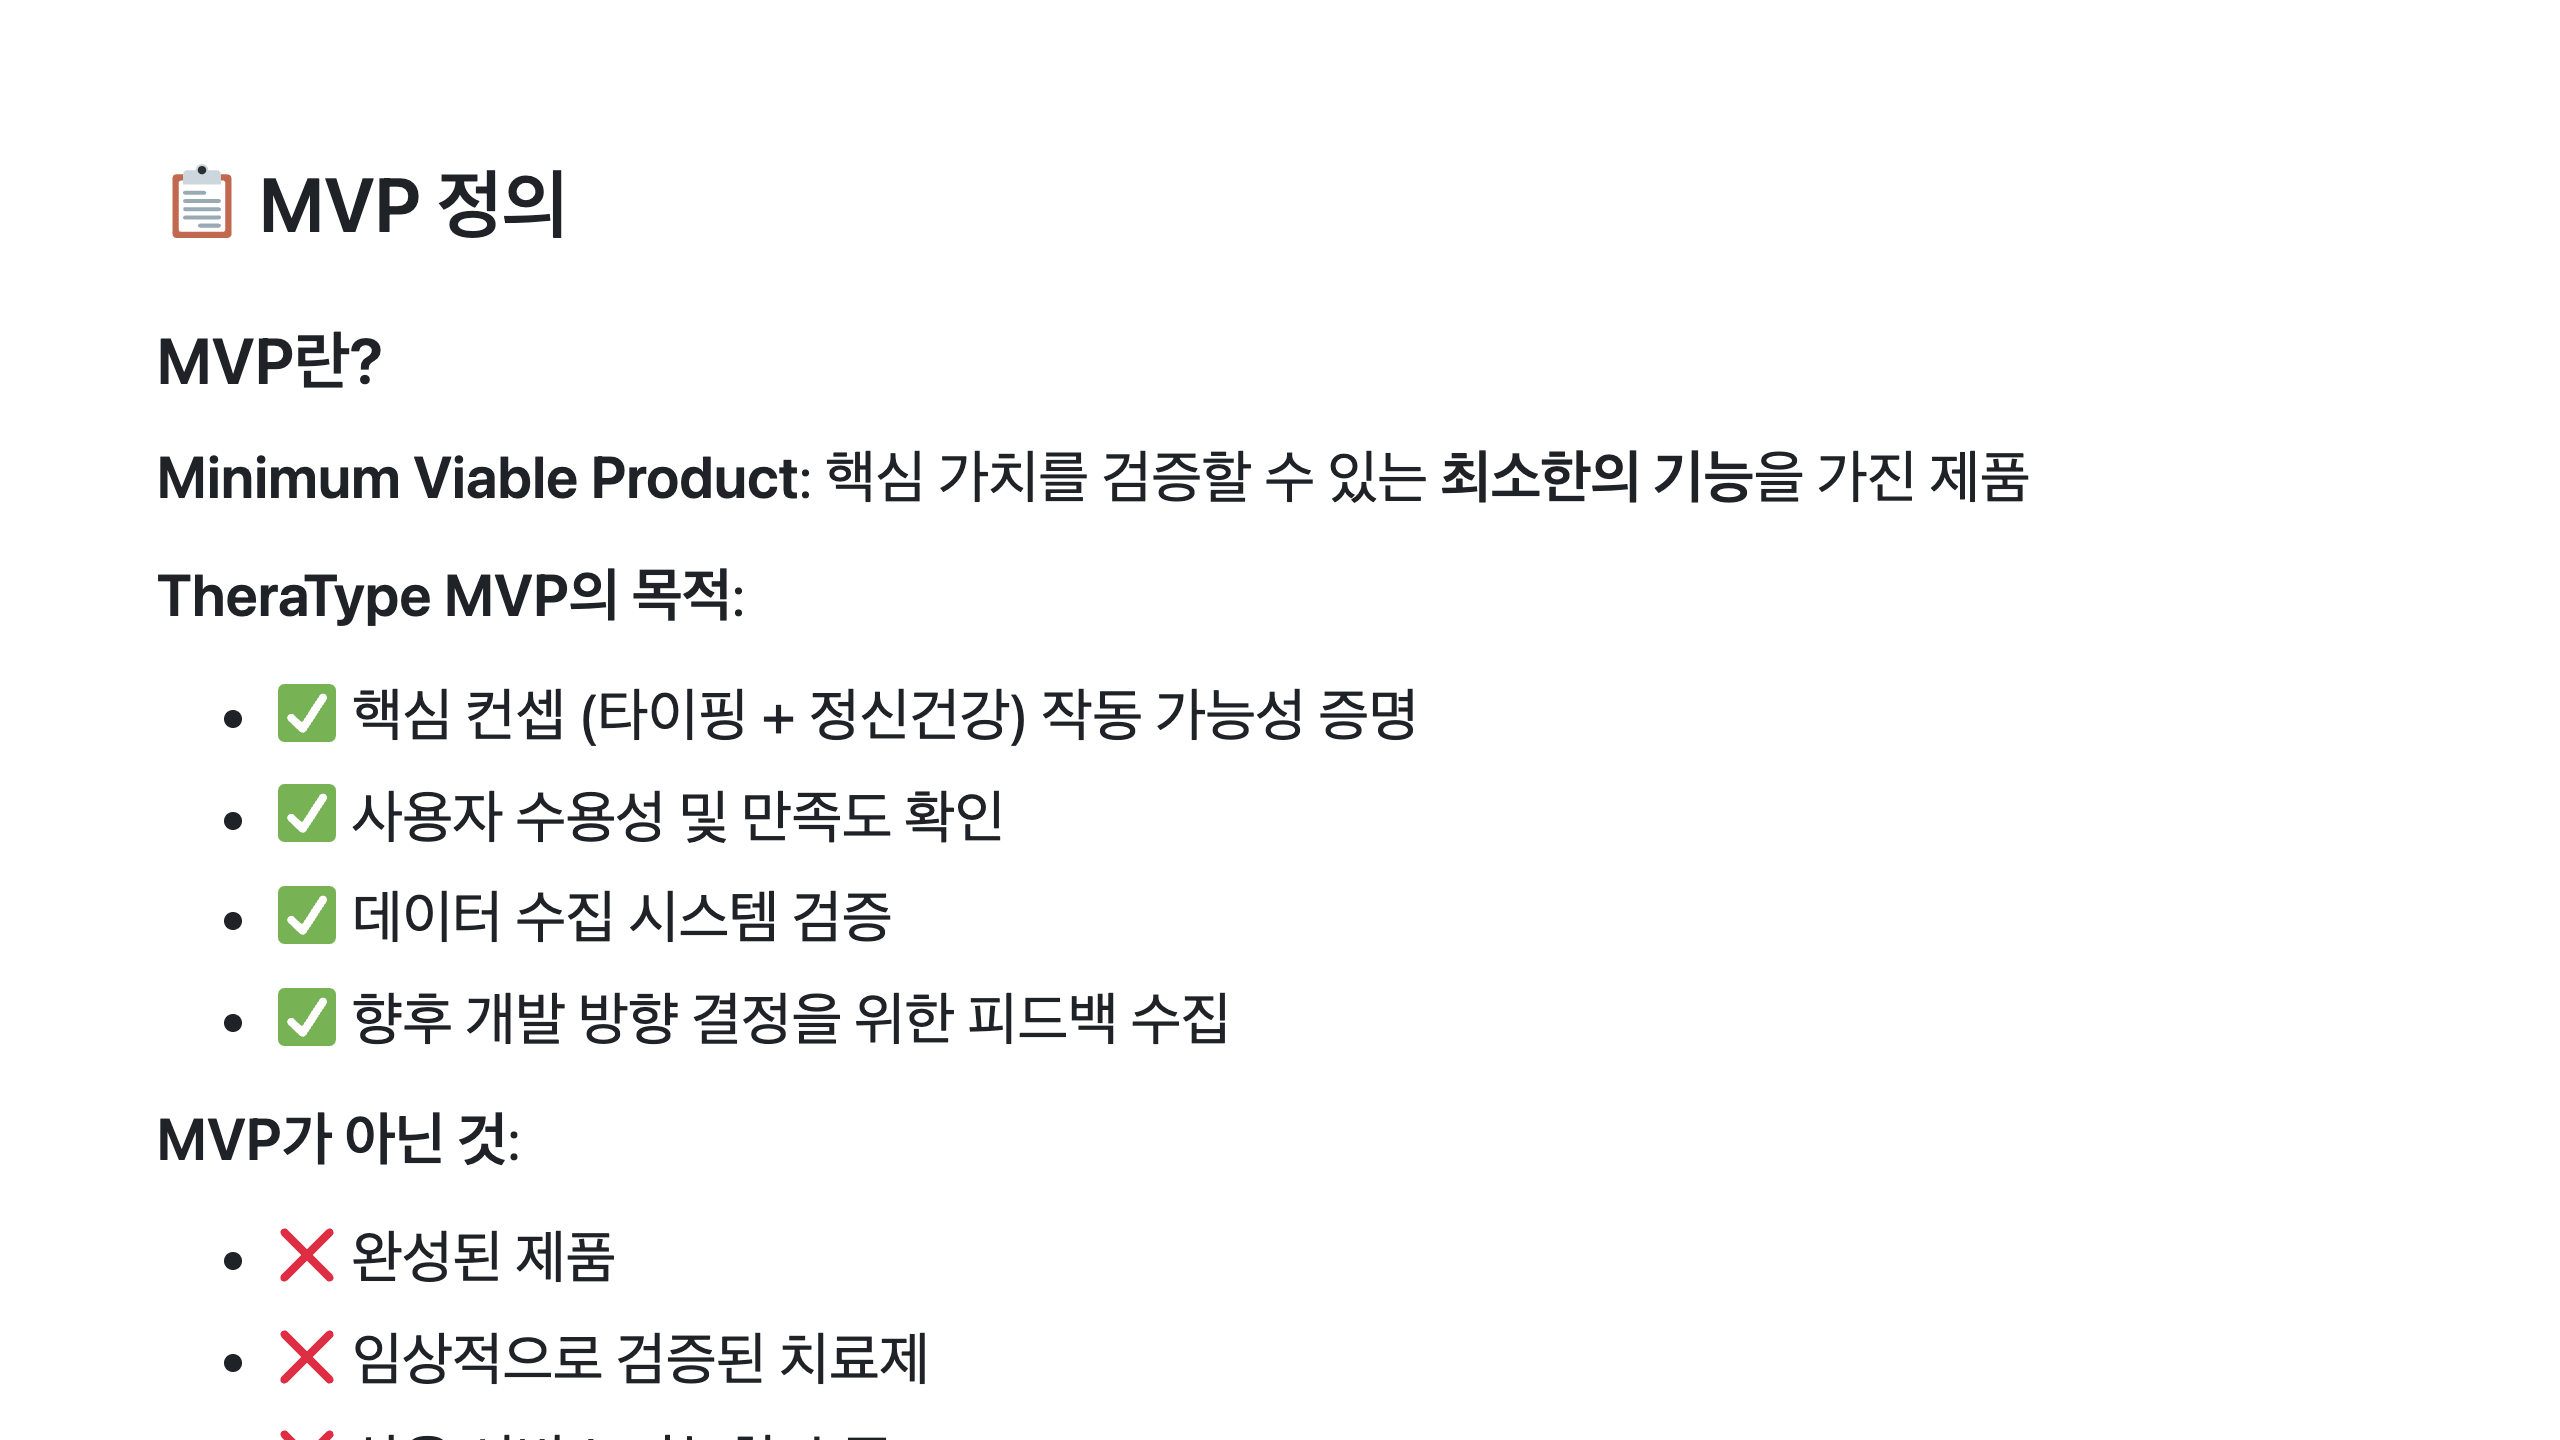 📋 MVP 정의
MVP란?
Minimum Viable Product: 핵심 가치를 검증할 수 있는 최소한의 기능을 가진 제품
TheraType MVP의 목적:
• ✅ 핵심 컨셉 (타이핑 + 정신건강) 작동 가능성 증명
• ✅ 사용자 수용성 및 만족도 확인
• ✅ 데이터 수집 시스템 검증
• ✅ 향후 개발 방향 결정을 위한 피드백 수집
MVP가 아닌 것:
• ❌ 완성된 제품
• ❌ 임상적으로 검증된 치료제